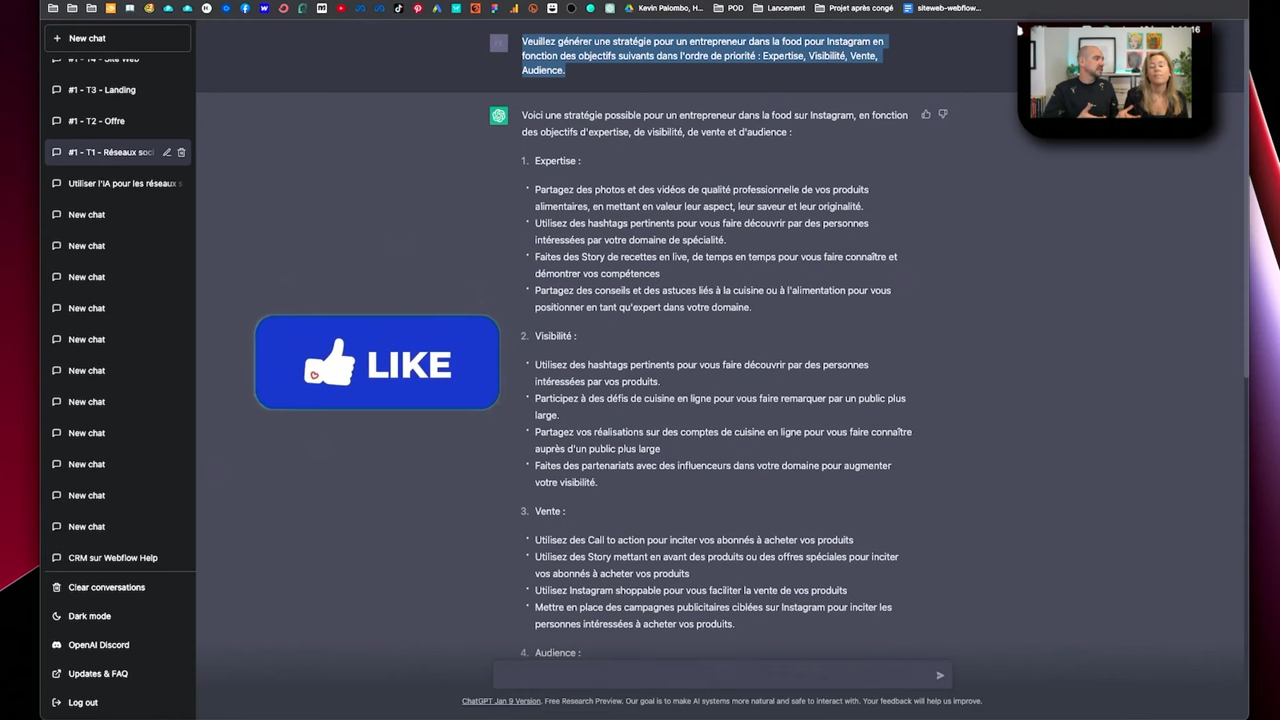 Kevin Palombo, H...
POD
Lancement
Projet après congé
siteweb-webflow...
New chat
#1 - T3 - Landing
#1 - T2 - Offre
#1 - T1 - Réseaux soci
Utiliser l'IA pour les réseaux s
New chat
New chat
New chat
New chat
New chat
New chat
New chat
New chat
New chat
New chat
New chat
CRM sur Webflow Help
Clear conversations
Dark mode
OpenAI Discord
Updates & FAQ
Log out
Veuillez générer une stratégie pour un entrepreneur dans la food pour Instagram en
fonction des objectifs suivants dans l'ordre de priorité : Expertise, Visibilité, Vente,
Audience.
Voici une stratégie possible pour un entrepreneur dans la food sur Instagram, en fonction
des objectifs d'expertise, de visibilité, de vente et d'audience :
1. Expertise :
• Partagez des photos et des vidéos de qualité professionnelle de vos produits
alimentaires, en mettant en valeur leur aspect, leur saveur et leur originalité.
• Utilisez des hashtags pertinents pour vous faire découvrir par des personnes
intéressées par votre domaine de spécialité.
• Faites des Story de recettes en live, de temps en temps pour vous faire connaître et
démontrer vos compétences
• Partagez des conseils et des astuces liés à la cuisine ou à l'alimentation pour vous
positionner en tant qu'expert dans votre domaine.
2. Visibilité :
• Utilisez des hashtags pertinents pour vous faire découvrir par des personnes
intéressées par vos produits.
• Participez à des défis de cuisine en ligne pour vous faire remarquer par un public plus
large.
• Partagez vos réalisations sur des comptes de cuisine en ligne pour vous faire connaître
auprès d'un public plus large
• Faites des partenariats avec des influenceurs dans votre domaine pour augmenter
votre visibilité.
3. Vente :
• Utilisez des Call to action pour inciter vos abonnés à acheter vos produits
• Utilisez des Story mettant en avant des produits ou des offres spéciales pour inciter
vos abonnés à acheter vos produits
• Utilisez Instagram shoppable pour vous faciliter la vente de vos produits
• Mettre en place des campagnes publicitaires ciblées sur Instagram pour inciter les
personnes intéressées à acheter vos produits.
4. Audience :
LIKE
ChatGPT Jan 9 Version. Free Research Preview. Our goal is to make AI systems more natural and safe to interact with. Your feedback will help us improve.